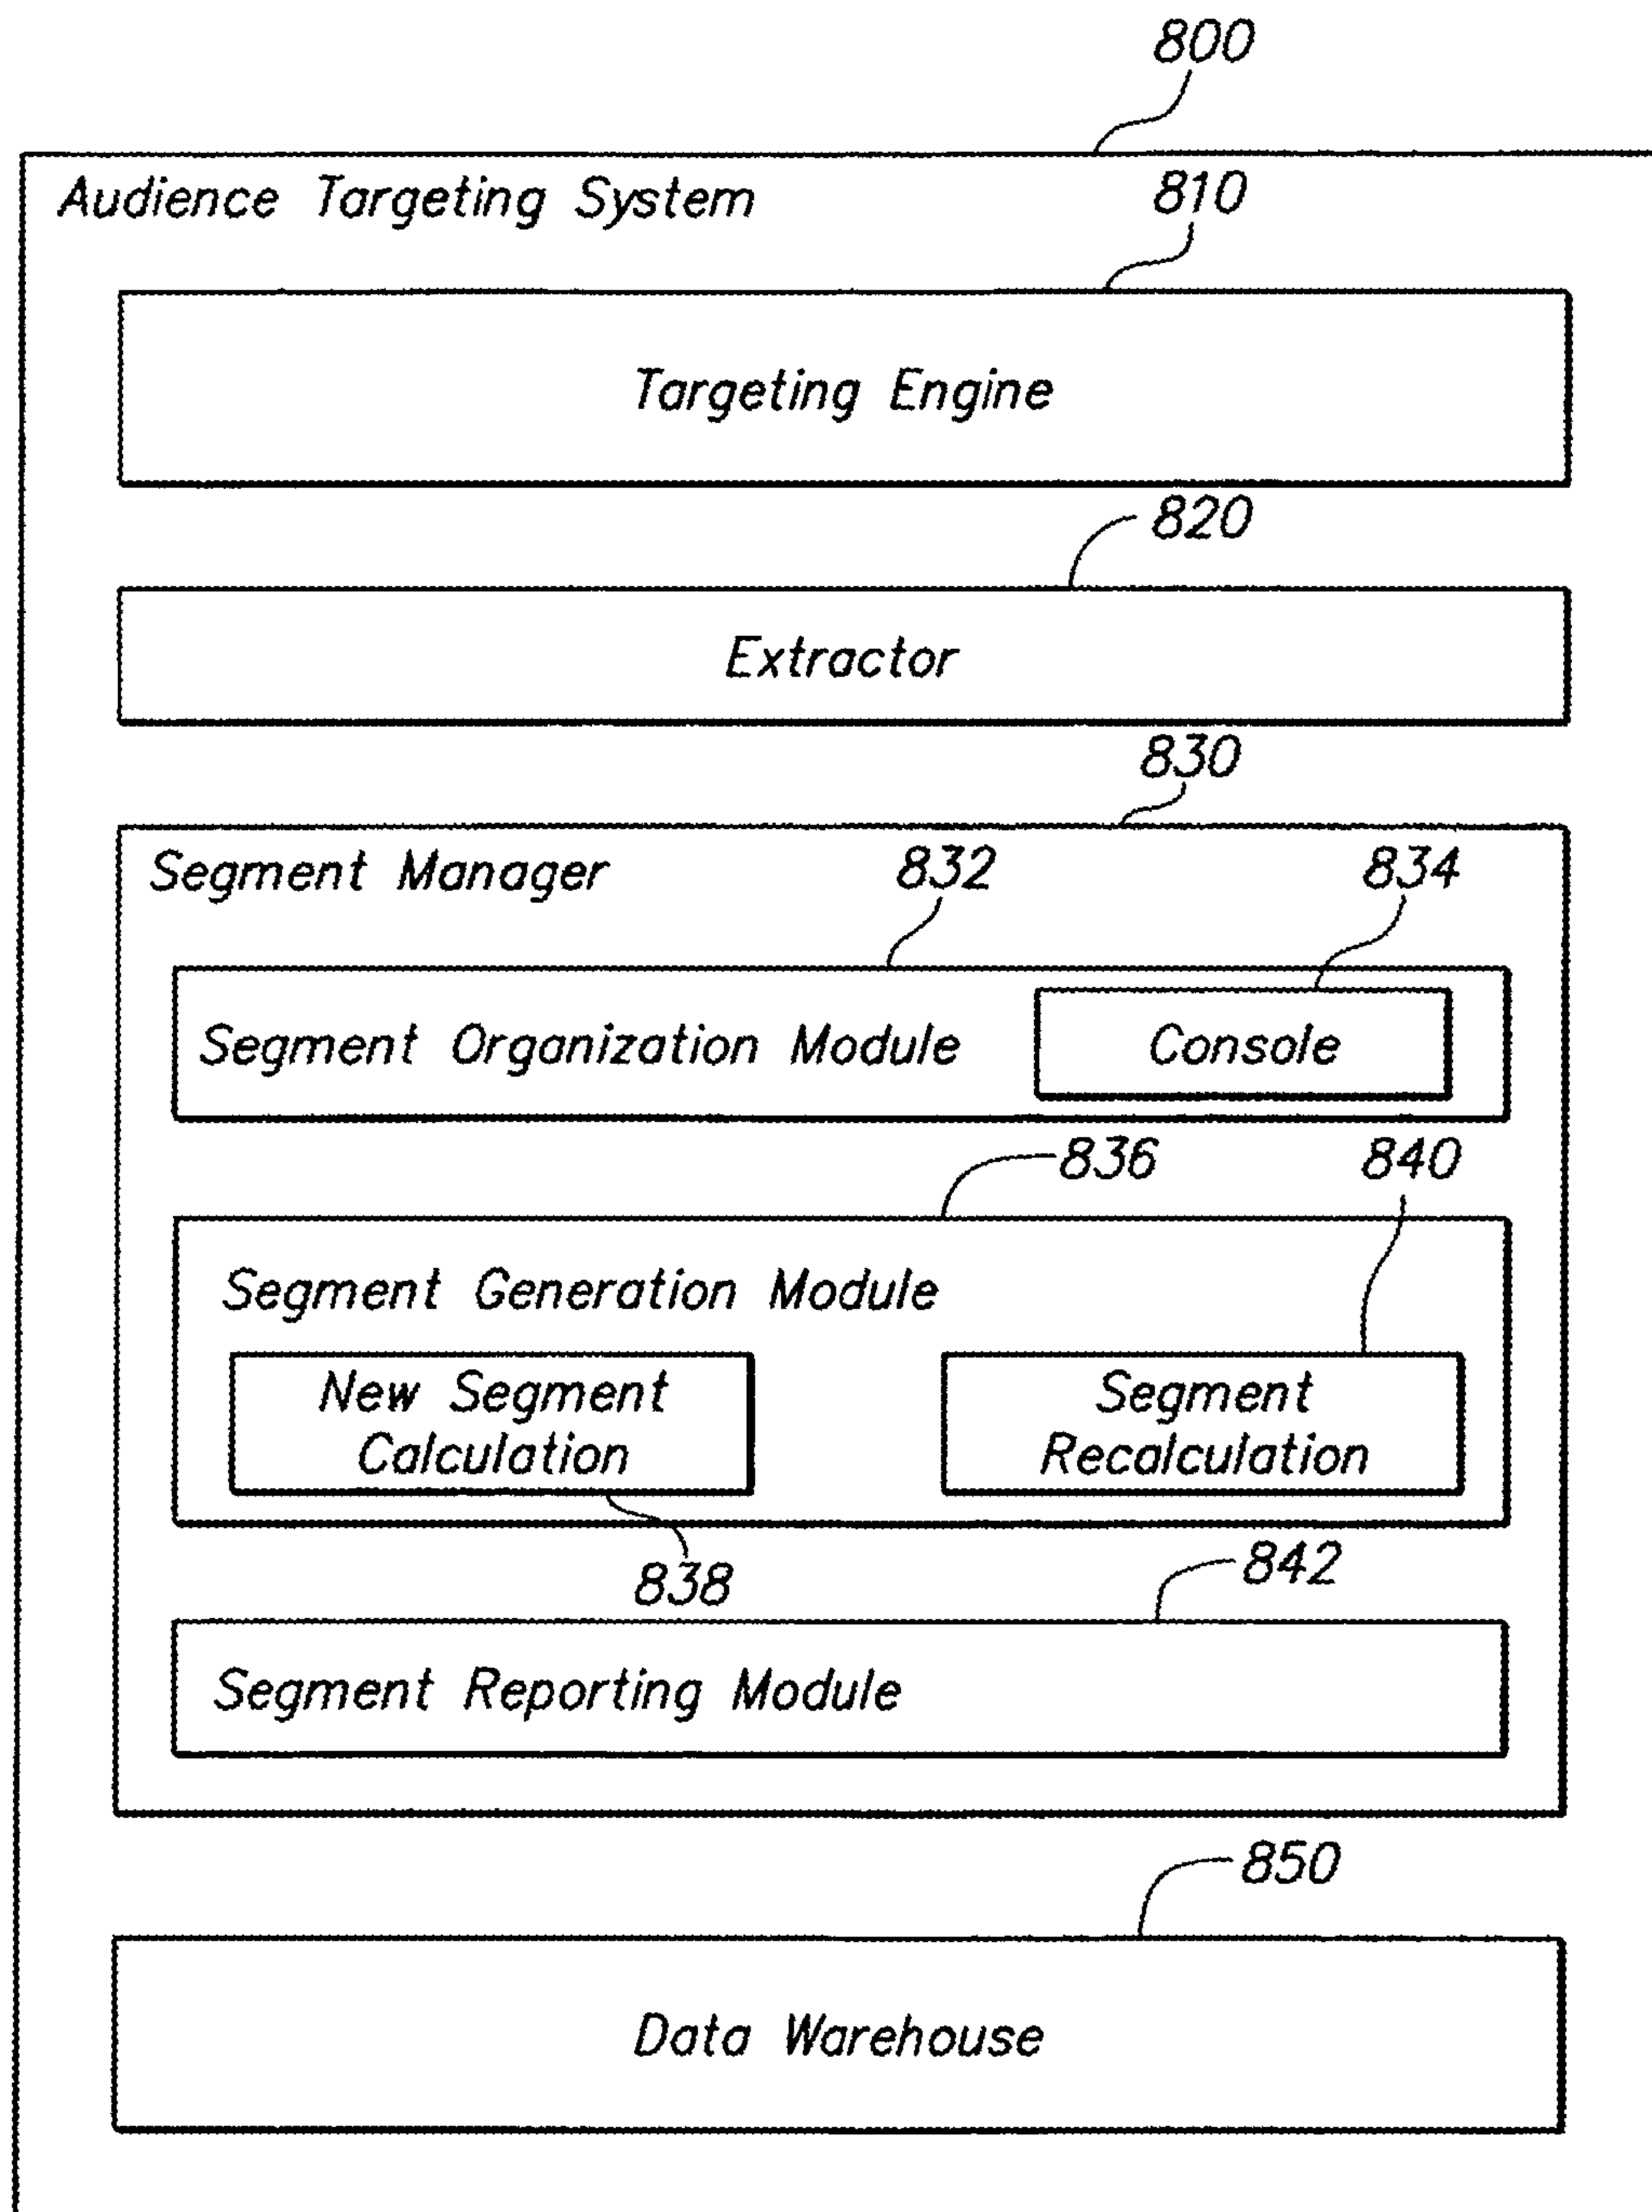 800
Audience Targeting System
810
Targeting Engine
820
Extractor
830
Segment Manager
832
834
Segment Organization Module
Console
836
840
Segment Generation Module
New Segment
Calculation
Segment
Recalculation
838
842
Segment Reporting Module
850
Data Warehouse